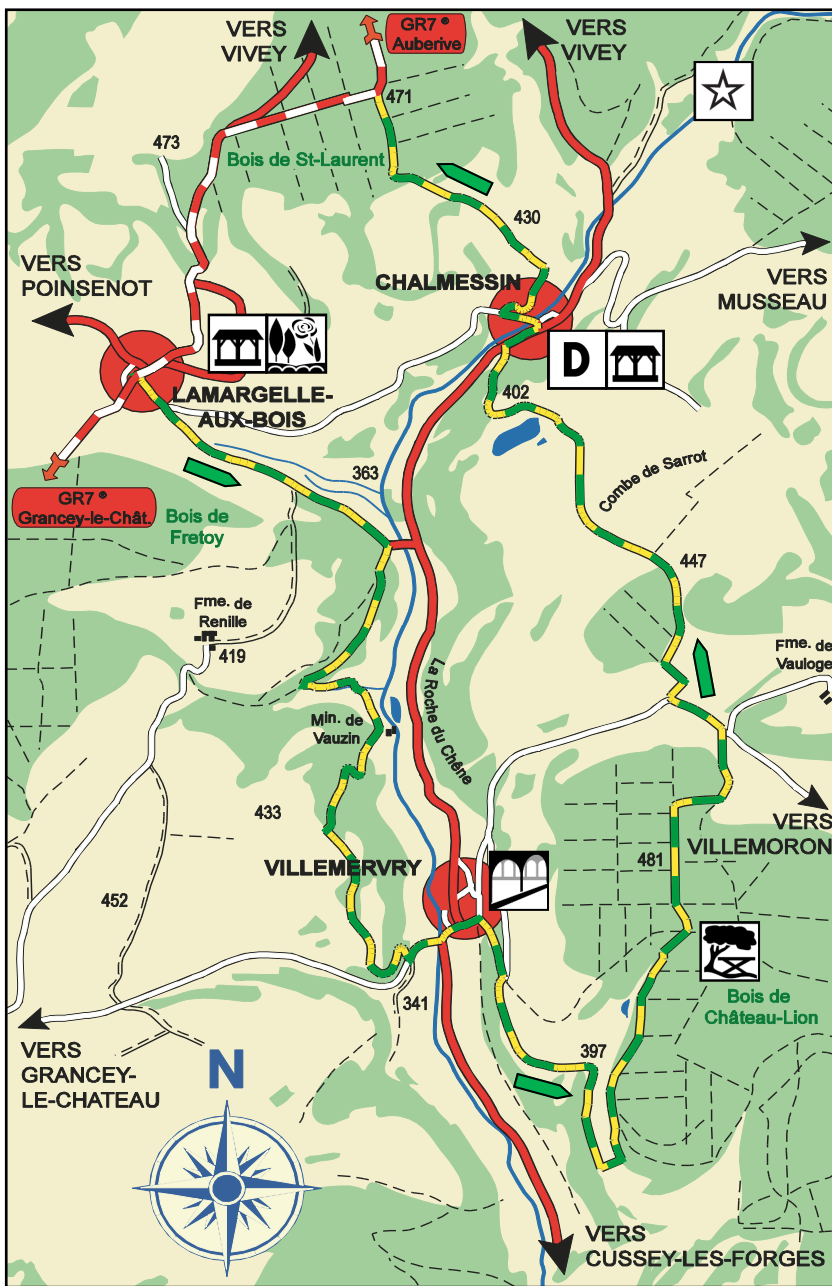 VERS
VIVEY
GR7 ®
Auberive
VERS
VIVEY
471
473
Bois de St-Laurent
430
VERS
POINSENOT
CHALMESSIN
VERS
MUSSEAU
D
LAMARGELLE-
AUX-BOIS
402
363
Combe de Sarrot
GR7 ®
Grancey-le-Chât.
Bois de
Fretoy
447
Fme. de
Renille
419
Fme. de
Vauloge
La Roche du Chêne
Min. de
Vauzin
433
VERS
VILLEMORON
481
VILLEMERVRY
452
341
Bois de
Château-Lion
397
VERS
GRANCEY-
LE-CHATEAU
N
VERS
CUSSEY-LES-FORGES